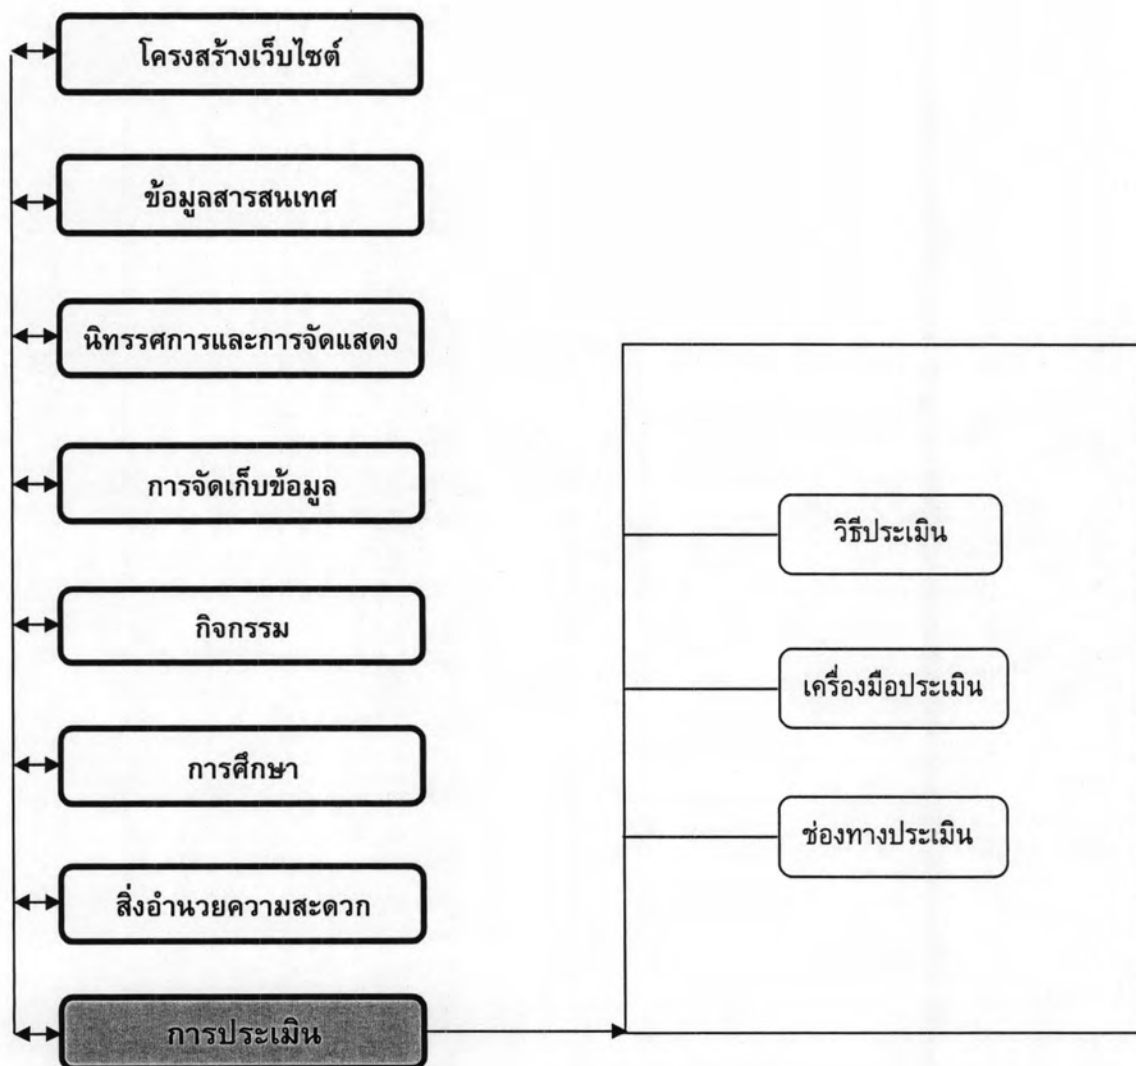 โครงสร้างเว็บไซต์
ข้อมูลสารสนเทศ
นิทรรศการและการจัดแสดง
การจัดเก็บข้อมูล
กิจกรรม
การศึกษา
สิ่งอำนวยความสะดวก
การประเมิน
วิธีประเมิน
เครื่องมือประเมิน
ช่องทางประเมิน